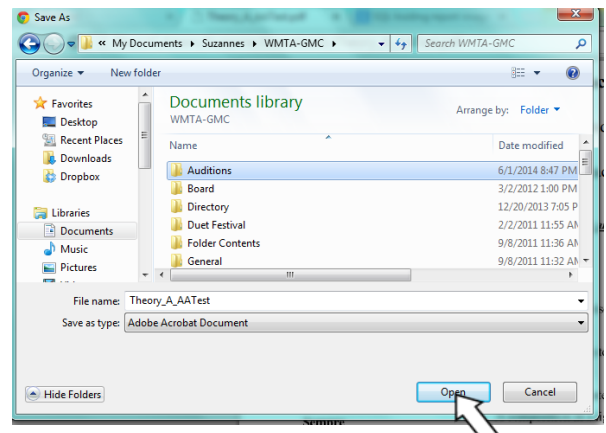 Save As
« My Documents ▸ Suzannes ▸ WMTA-GMC ▸
Search WMTA-GMC
Organize ▾ New folder
Favorites
Desktop
Recent Places
Downloads
Dropbox
Libraries
Documents
Music
Pictures
Documents library
WMTA-GMC
Arrange by: Folder ▾
Name Date modified
Auditions 6/1/2014 8:47 PM
Board 3/2/2012 1:00 PM
Directory 12/20/2013 7:05 P
Duet Festival 2/2/2011 11:55 AM
Folder Contents 9/8/2011 11:36 AM
General 9/8/2011 11:32 AM
File name: Theory_A_AATest
Save as type: Adobe Acrobat Document
Hide Folders
Open Cancel
Sempre